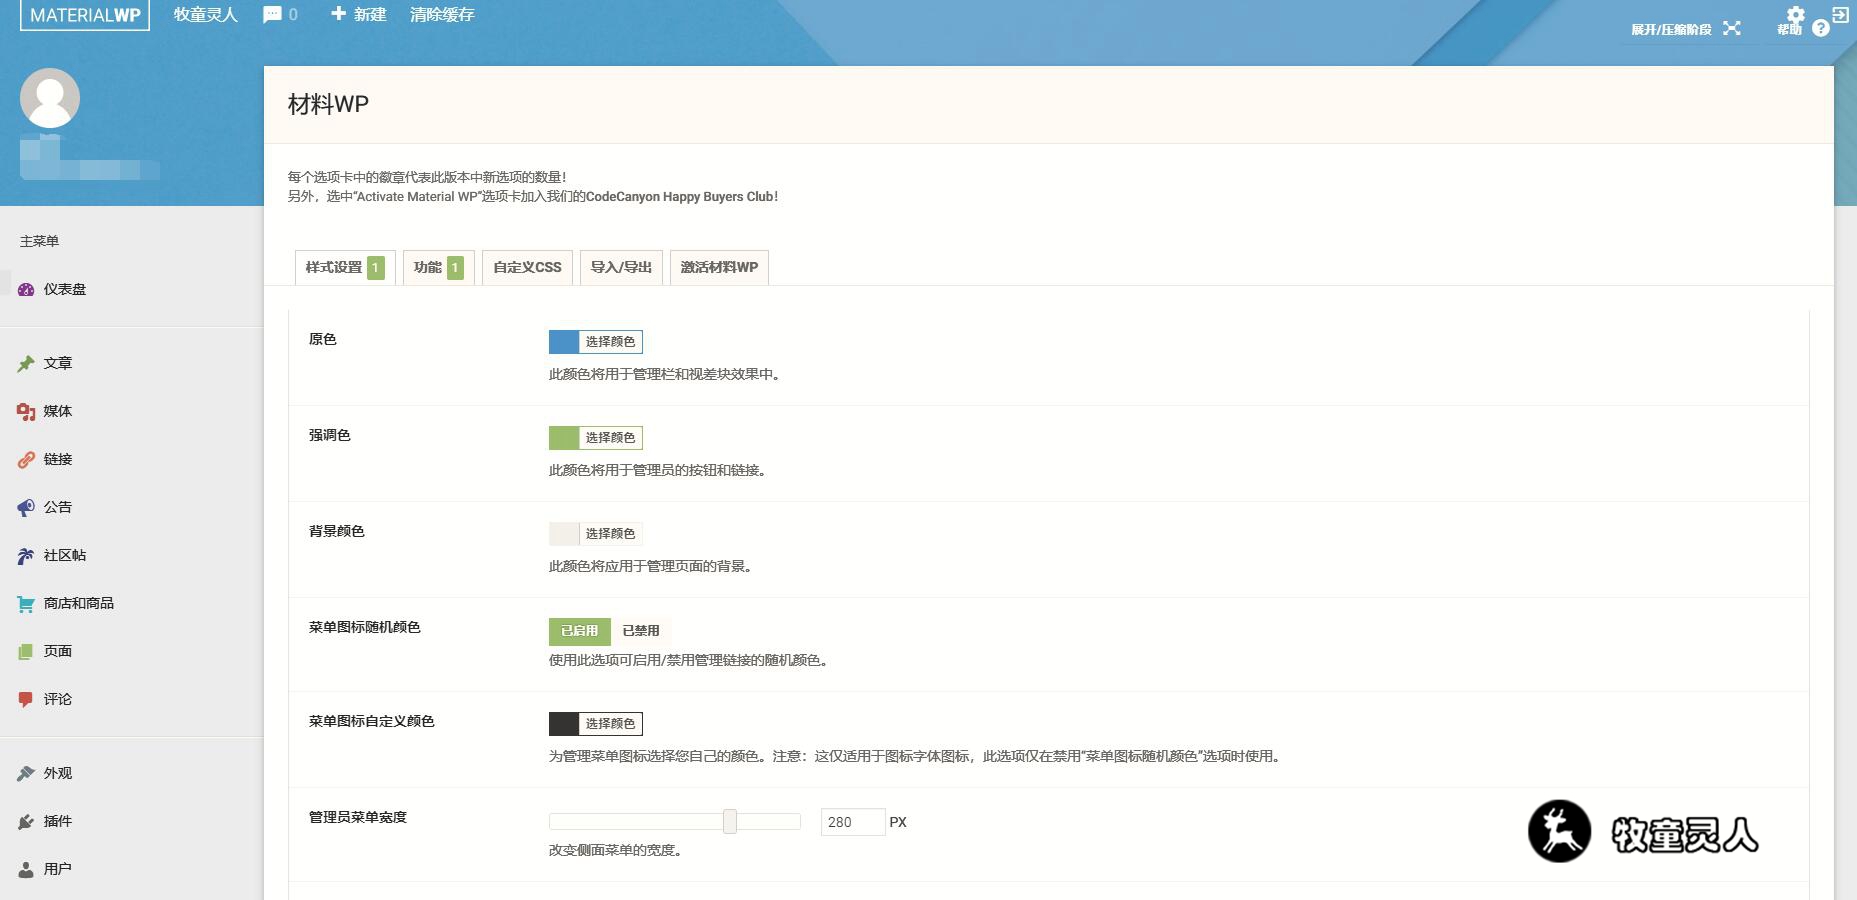 MATERIALWP 牧童灵人 0 新建 清除缓存
展开/压缩阶段 帮助 ?
材料WP
每个选项卡中的徽章代表此版本中新选项的数量!
另外，选中“Activate Material WP”选项卡加入我们的CodeCanyon Happy Buyers Club!
主菜单
仪表盘
文章
媒体
链接
公告
社区帖
商店和商品
页面
评论
外观
插件
用户
样式设置 1 功能 1 自定义CSS 导入/导出 激活材料WP
原色 选择颜色
此颜色将用于管理栏和视差块效果中。
强调色 选择颜色
此颜色将用于管理员的按钮和链接。
背景颜色 选择颜色
此颜色将应用于管理页面的背景。
菜单图标随机颜色 已启用 已禁用
使用此选项可启用/禁用管理链接的随机颜色。
菜单图标自定义颜色 选择颜色
为管理菜单图标选择您自己的颜色。注意：这仅适用于图标字体图标，此选项仅在禁用“菜单图标随机颜色”选项时使用。
管理员菜单宽度 280 PX
改变侧面菜单的宽度。
牧童灵人